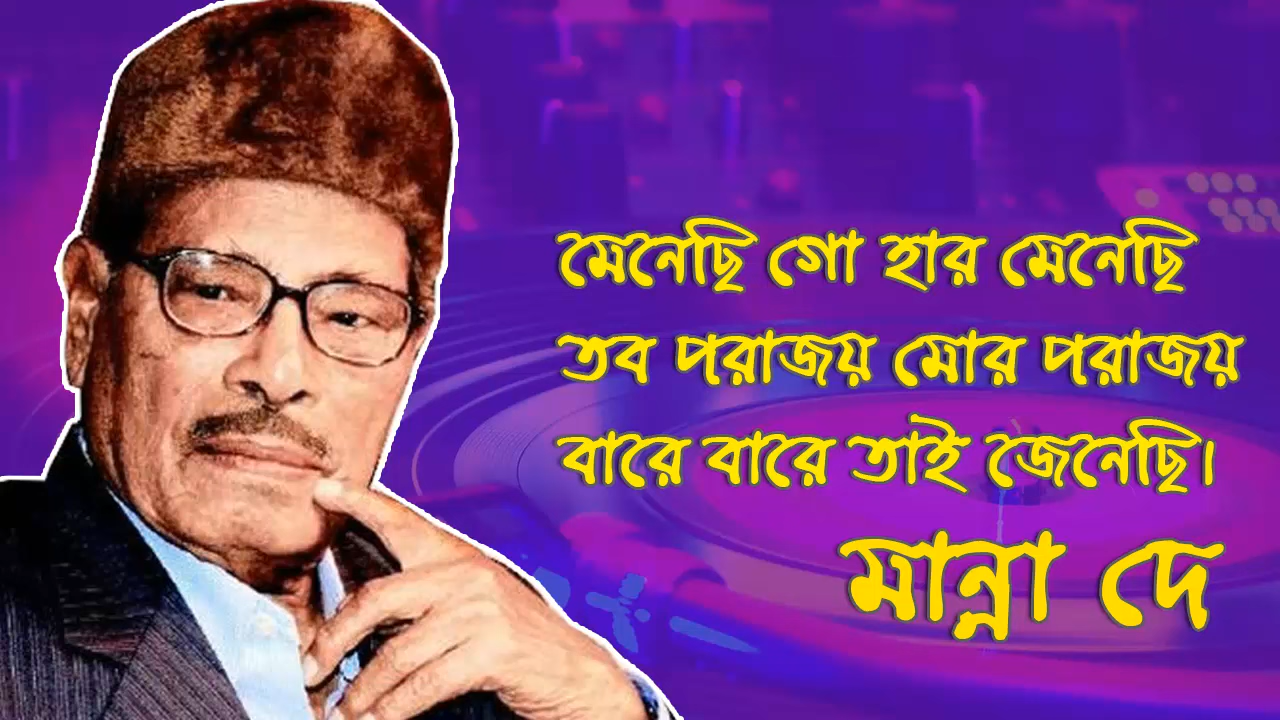 মেনেছি গো হার মেনেছি
তব পরাজয় মোর পরাজয়
বারে বারে তাই জেনেছি।
মান্না দে